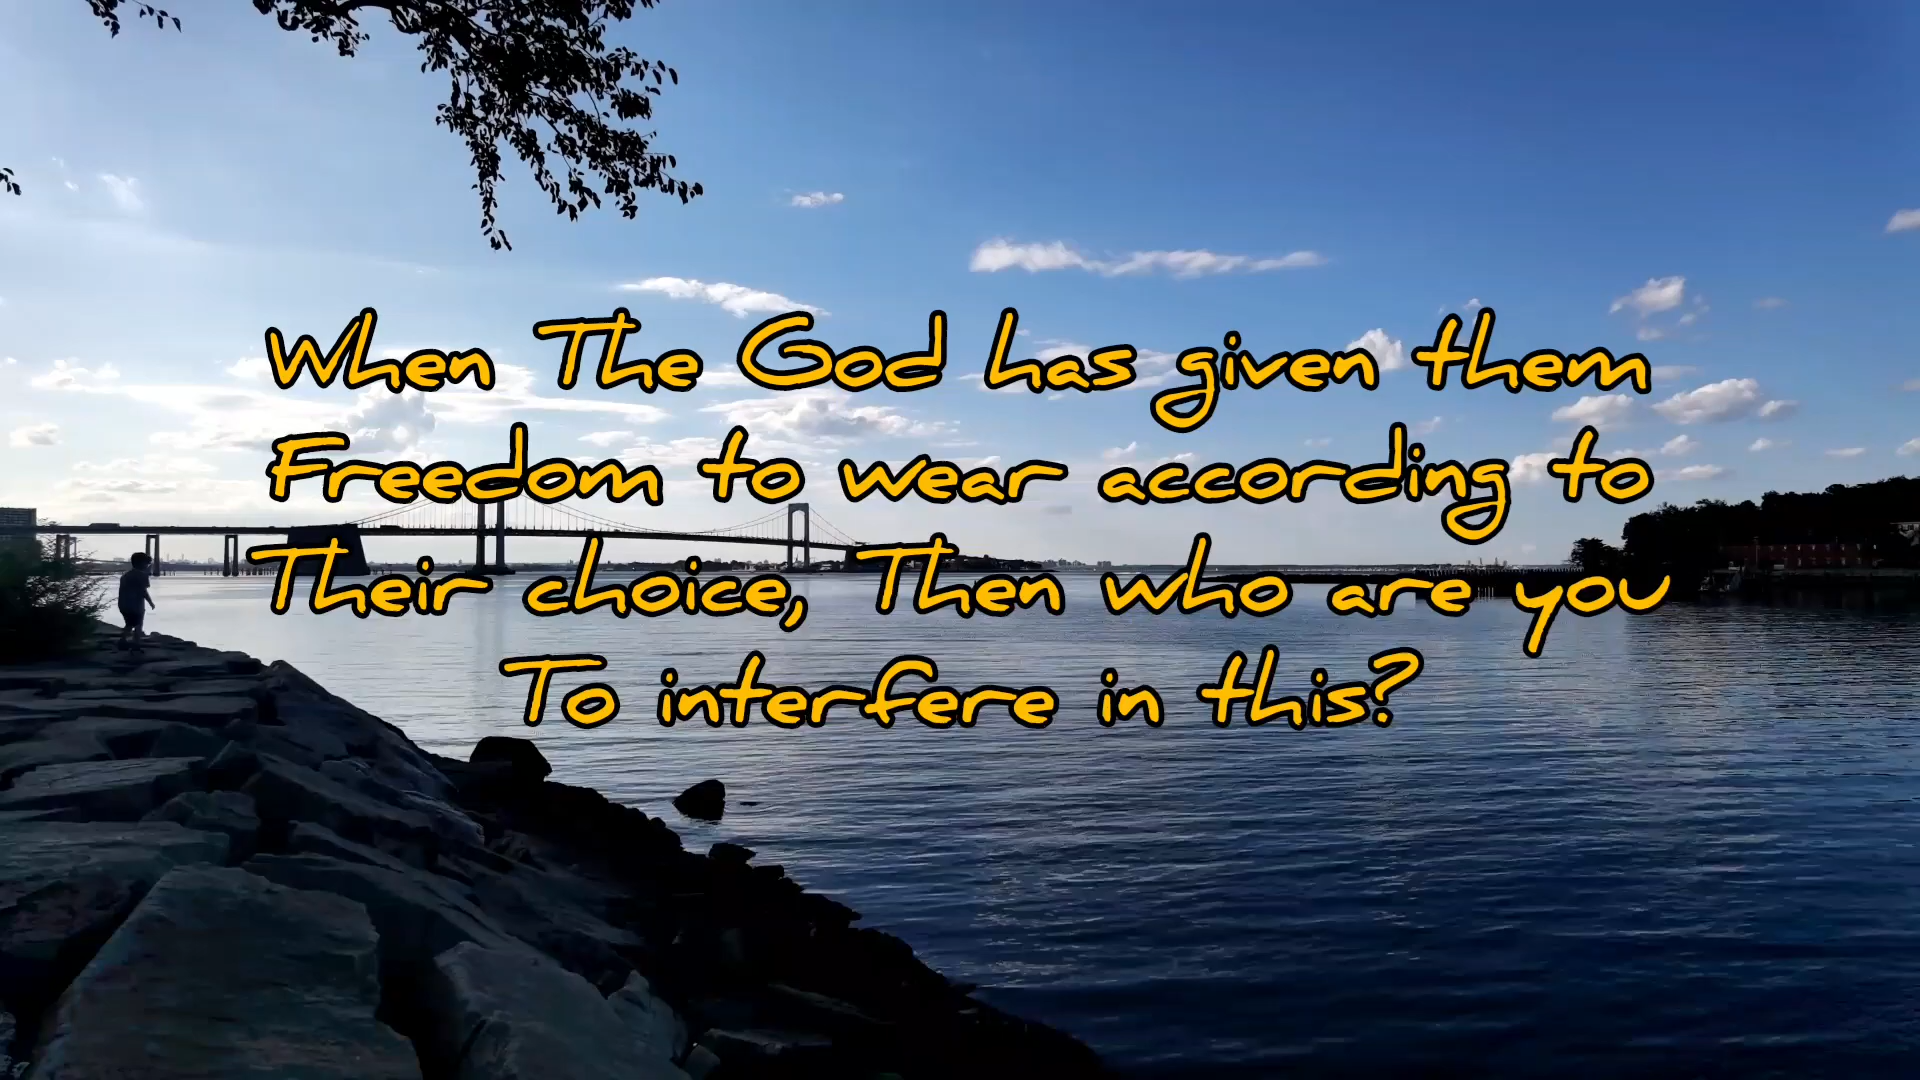 When The God has given them
Freedom to wear according to
Their choice, Then who are you
To interfere in this?